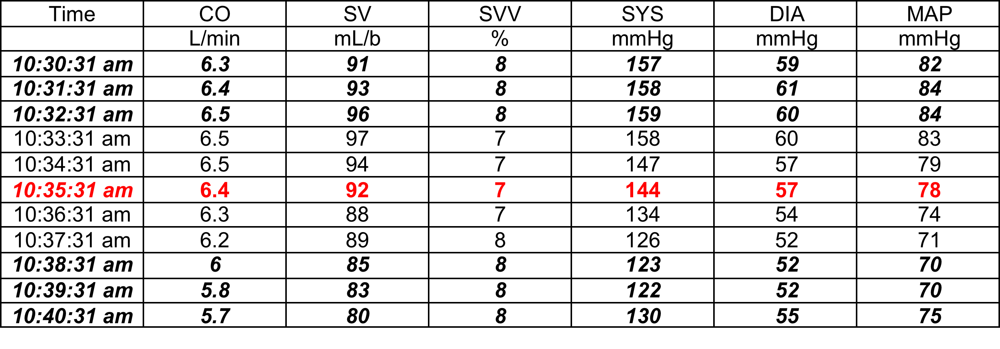 Time CO SV SVV SYS DIA MAP
L/min mL/b % mmHg mmHg mmHg
10:30:31 am 6.3 91 8 157 59 82
10:31:31 am 6.4 93 8 158 61 84
10:32:31 am 6.5 96 8 159 60 84
10:33:31 am 6.5 97 7 158 60 83
10:34:31 am 6.5 94 7 147 57 79
10:35:31 am 6.4 92 7 144 57 78
10:36:31 am 6.3 88 7 134 54 74
10:37:31 am 6.2 89 8 126 52 71
10:38:31 am 6 85 8 123 52 70
10:39:31 am 5.8 83 8 122 52 70
10:40:31 am 5.7 80 8 130 55 75